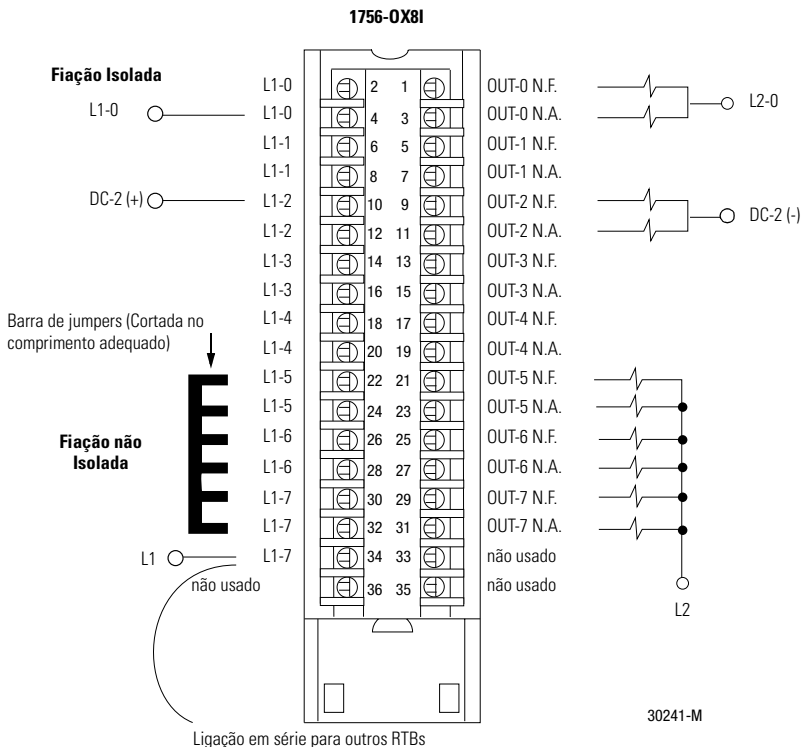 1756-OX8I
Fiação Isolada
L1-0 2 1 OUT-0 N.F.
L1-0 L1-0 4 3 OUT-0 N.A. L2-0
L1-1 6 5 OUT-1 N.F.
L1-1 8 7 OUT-1 N.A.
DC-2 (+) L1-2 10 9 OUT-2 N.F. DC-2 (-)
L1-2 12 11 OUT-2 N.A.
L1-3 14 13 OUT-3 N.F.
L1-3 16 15 OUT-3 N.A.
Barra de jumpers (Cortada no
comprimento adequado)
L1-4 18 17 OUT-4 N.F.
L1-4 20 19 OUT-4 N.A.
L1-5 22 21 OUT-5 N.F.
L1-5 24 23 OUT-5 N.A.
Fiação não
Isolada
L1-6 26 25 OUT-6 N.F.
L1-6 28 27 OUT-6 N.A.
L1-7 30 29 OUT-7 N.F.
L1-7 32 31 OUT-7 N.A.
L1 L1-7 34 33 não usado
não usado 36 35 não usado
L2
30241-M
Ligação em série para outros RTBs